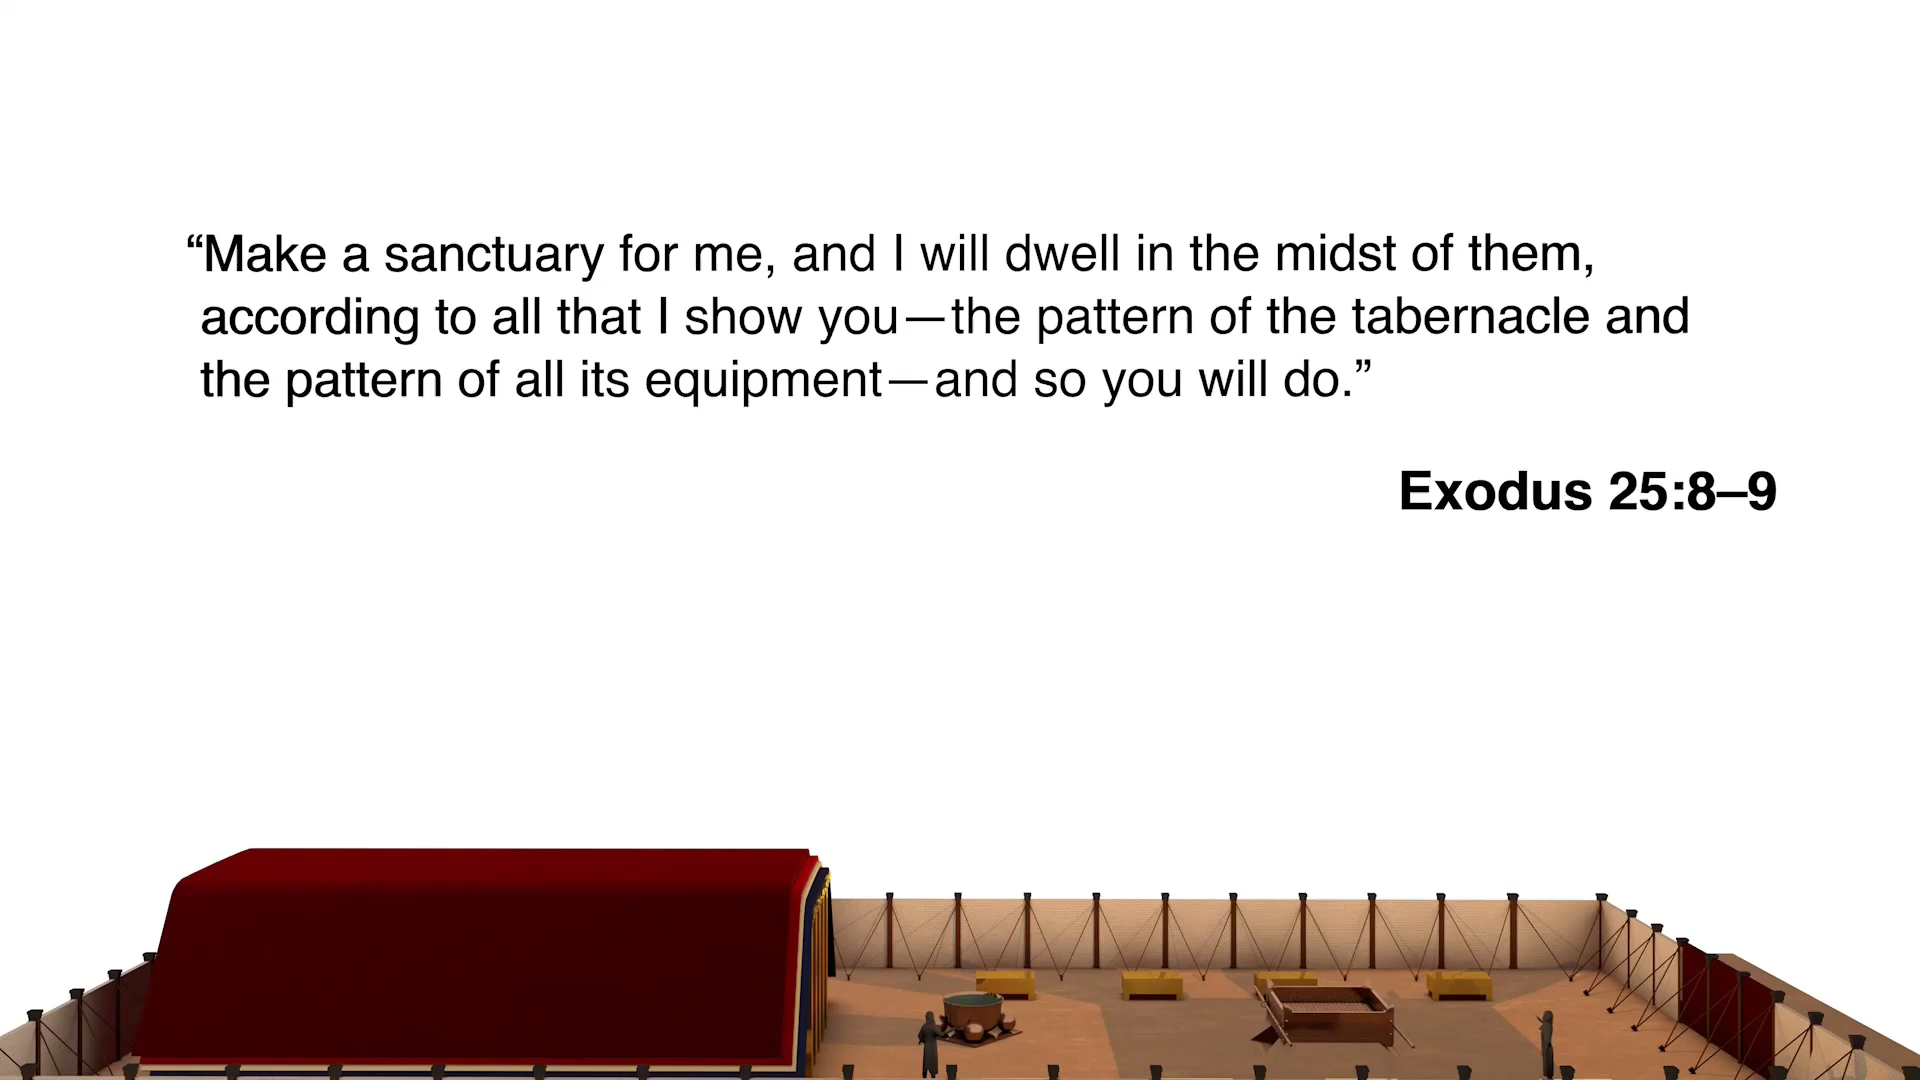 “Make a sanctuary for me, and I will dwell in the midst of them,
according to all that I show you—the pattern of the tabernacle and
the pattern of all its equipment—and so you will do.”
Exodus 25:8–9